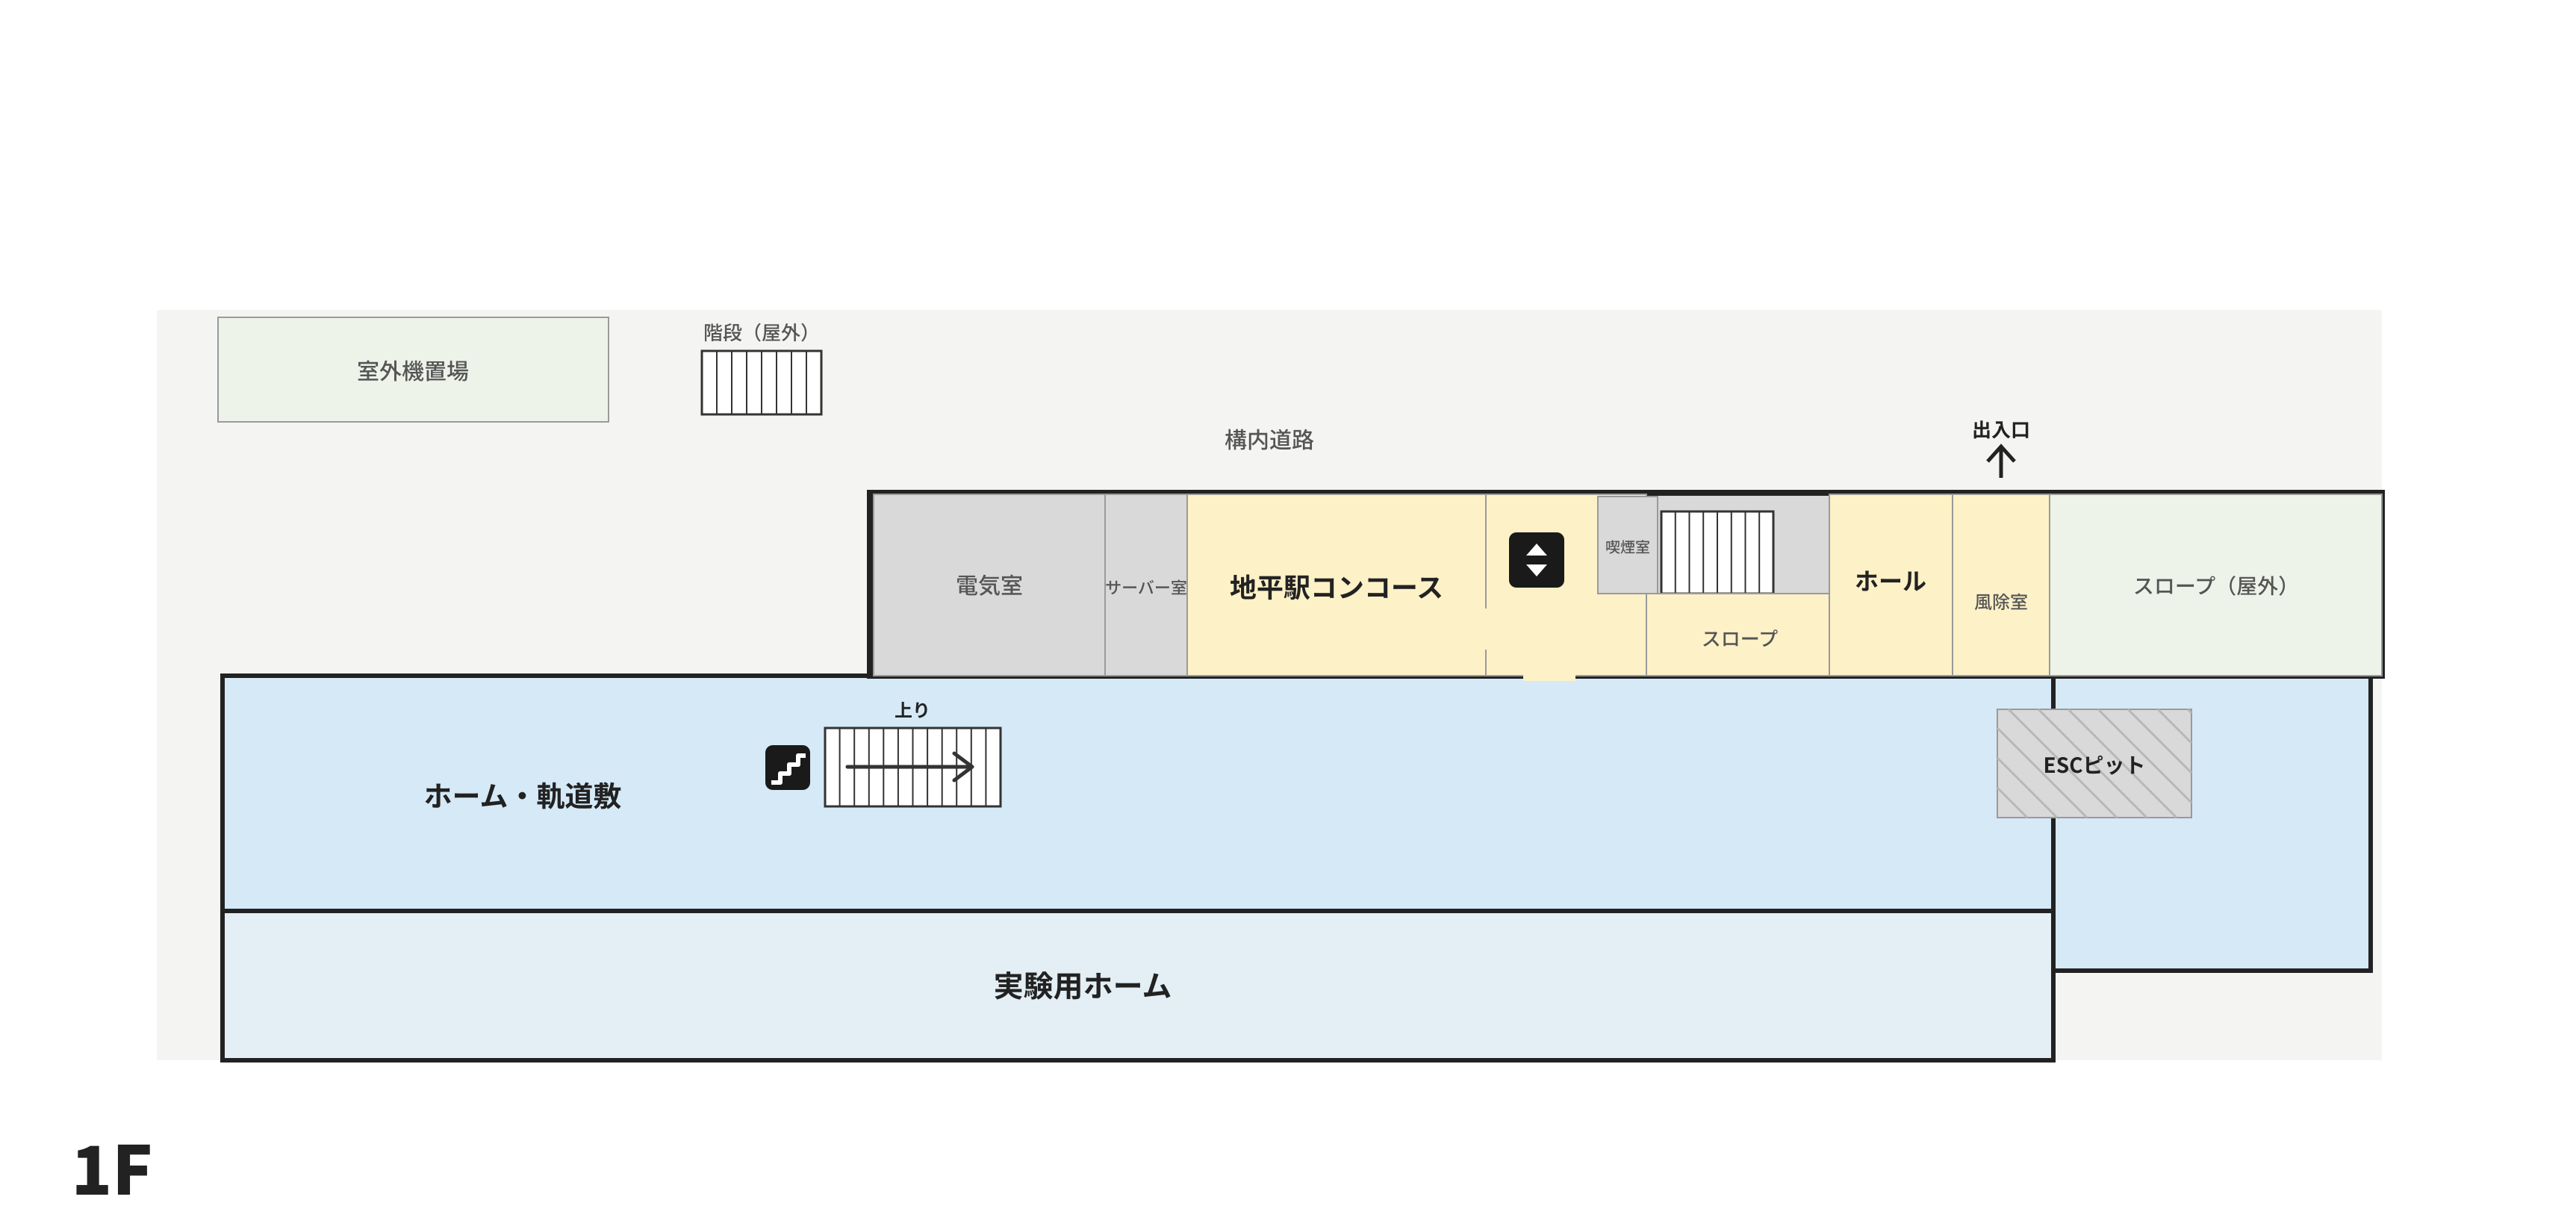 階段（屋外）
室外機置場
構内道路
出入口
電気室
サーバー室
地平駅コンコース
喫煙室
スロープ
ホール
風除室
スロープ（屋外）
上り
ホーム・軌道敷
ESCピット
実験用ホーム
1F